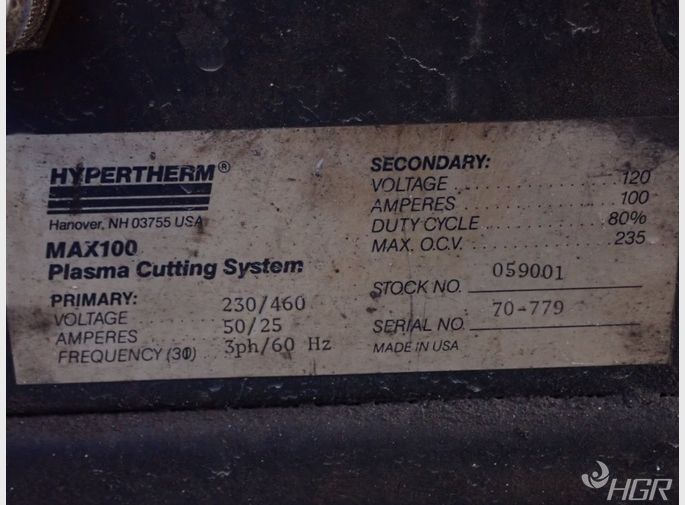 HYPERTHERM®
Hanover, NH 03755 USA
MAX100
Plasma Cutting System
PRIMARY:
VOLTAGE 230/460
AMPERES 50/25
FREQUENCY (3Φ) 3ph/60 Hz
SECONDARY:
VOLTAGE 120
AMPERES 100
DUTY CYCLE 80%
MAX. O.C.V. 235
STOCK NO. 059001
SERIAL NO. 70-779
MADE IN USA
HGR